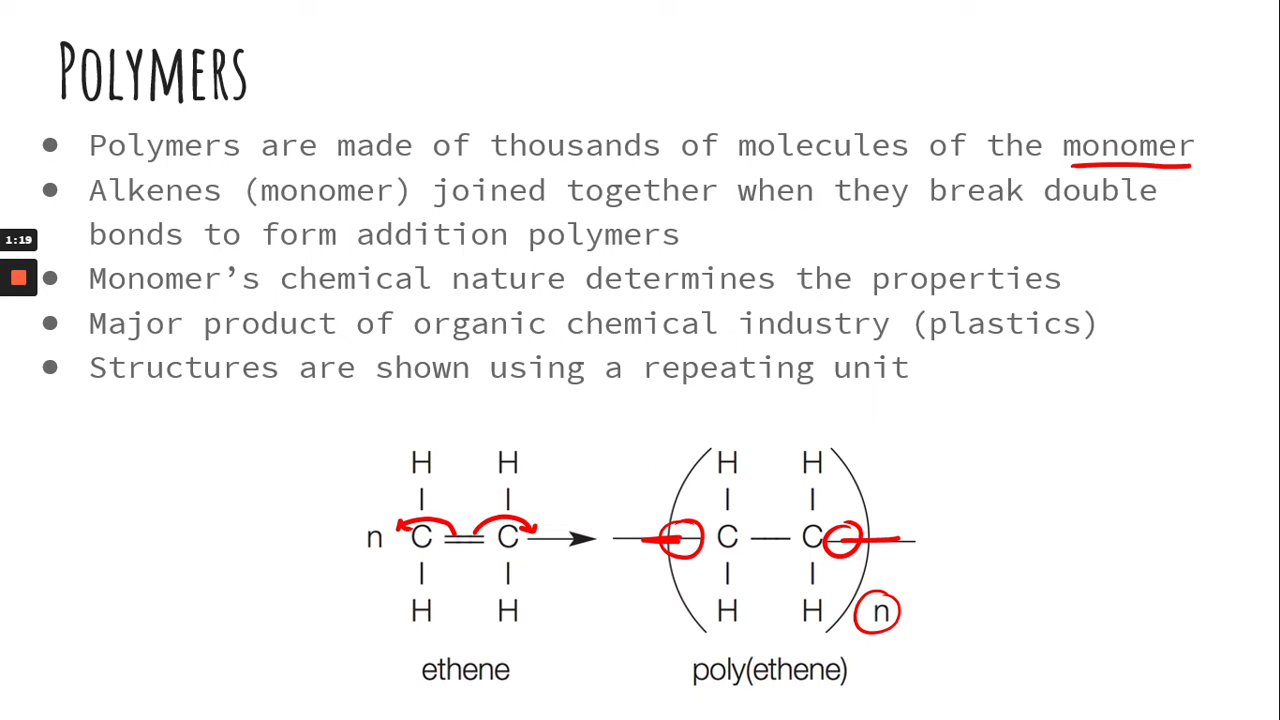 POLYMERS
● Polymers are made of thousands of molecules of the monomer
● Alkenes (monomer) joined together when they break double
1:19
bonds to form addition polymers
● Monomer’s chemical nature determines the properties
● Major product of organic chemical industry (plastics)
● Structures are shown using a repeating unit
H H H H
n C = C → C — C
H H H H n
ethene poly(ethene)